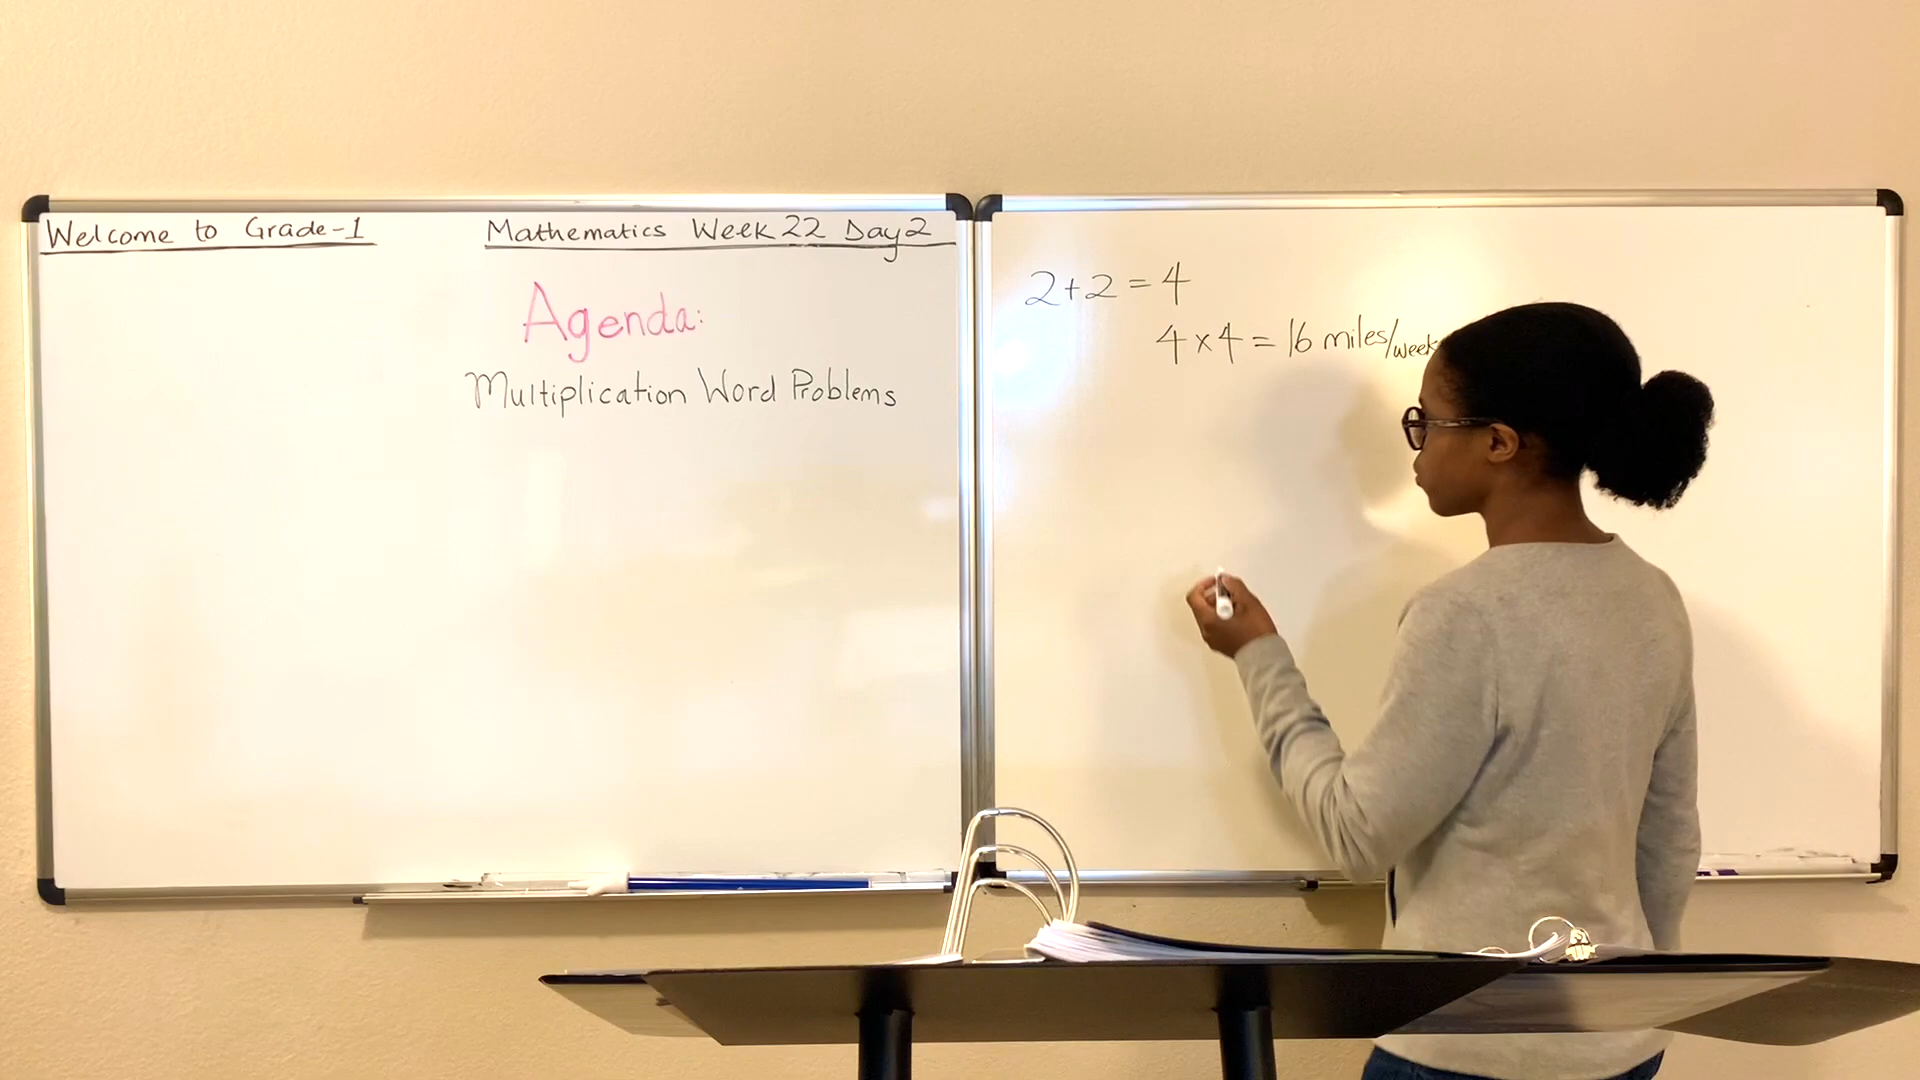 Welcome to Grade-1 Mathematics Week 22 Day 2
Agenda:
Multiplication Word Problems
2+2=4
4x4=16 miles/week